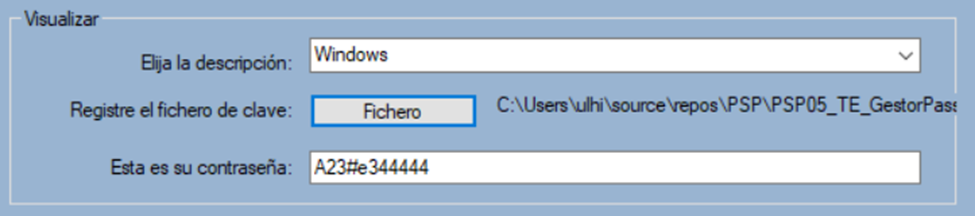 Visualizar
Elija la descripción: Windows
Registre el fichero de clave: Fichero C:\Users\ulhi\source\repos\PSP\PSP05_TE_GestorPass
Esta es su contraseña: A23#e344444